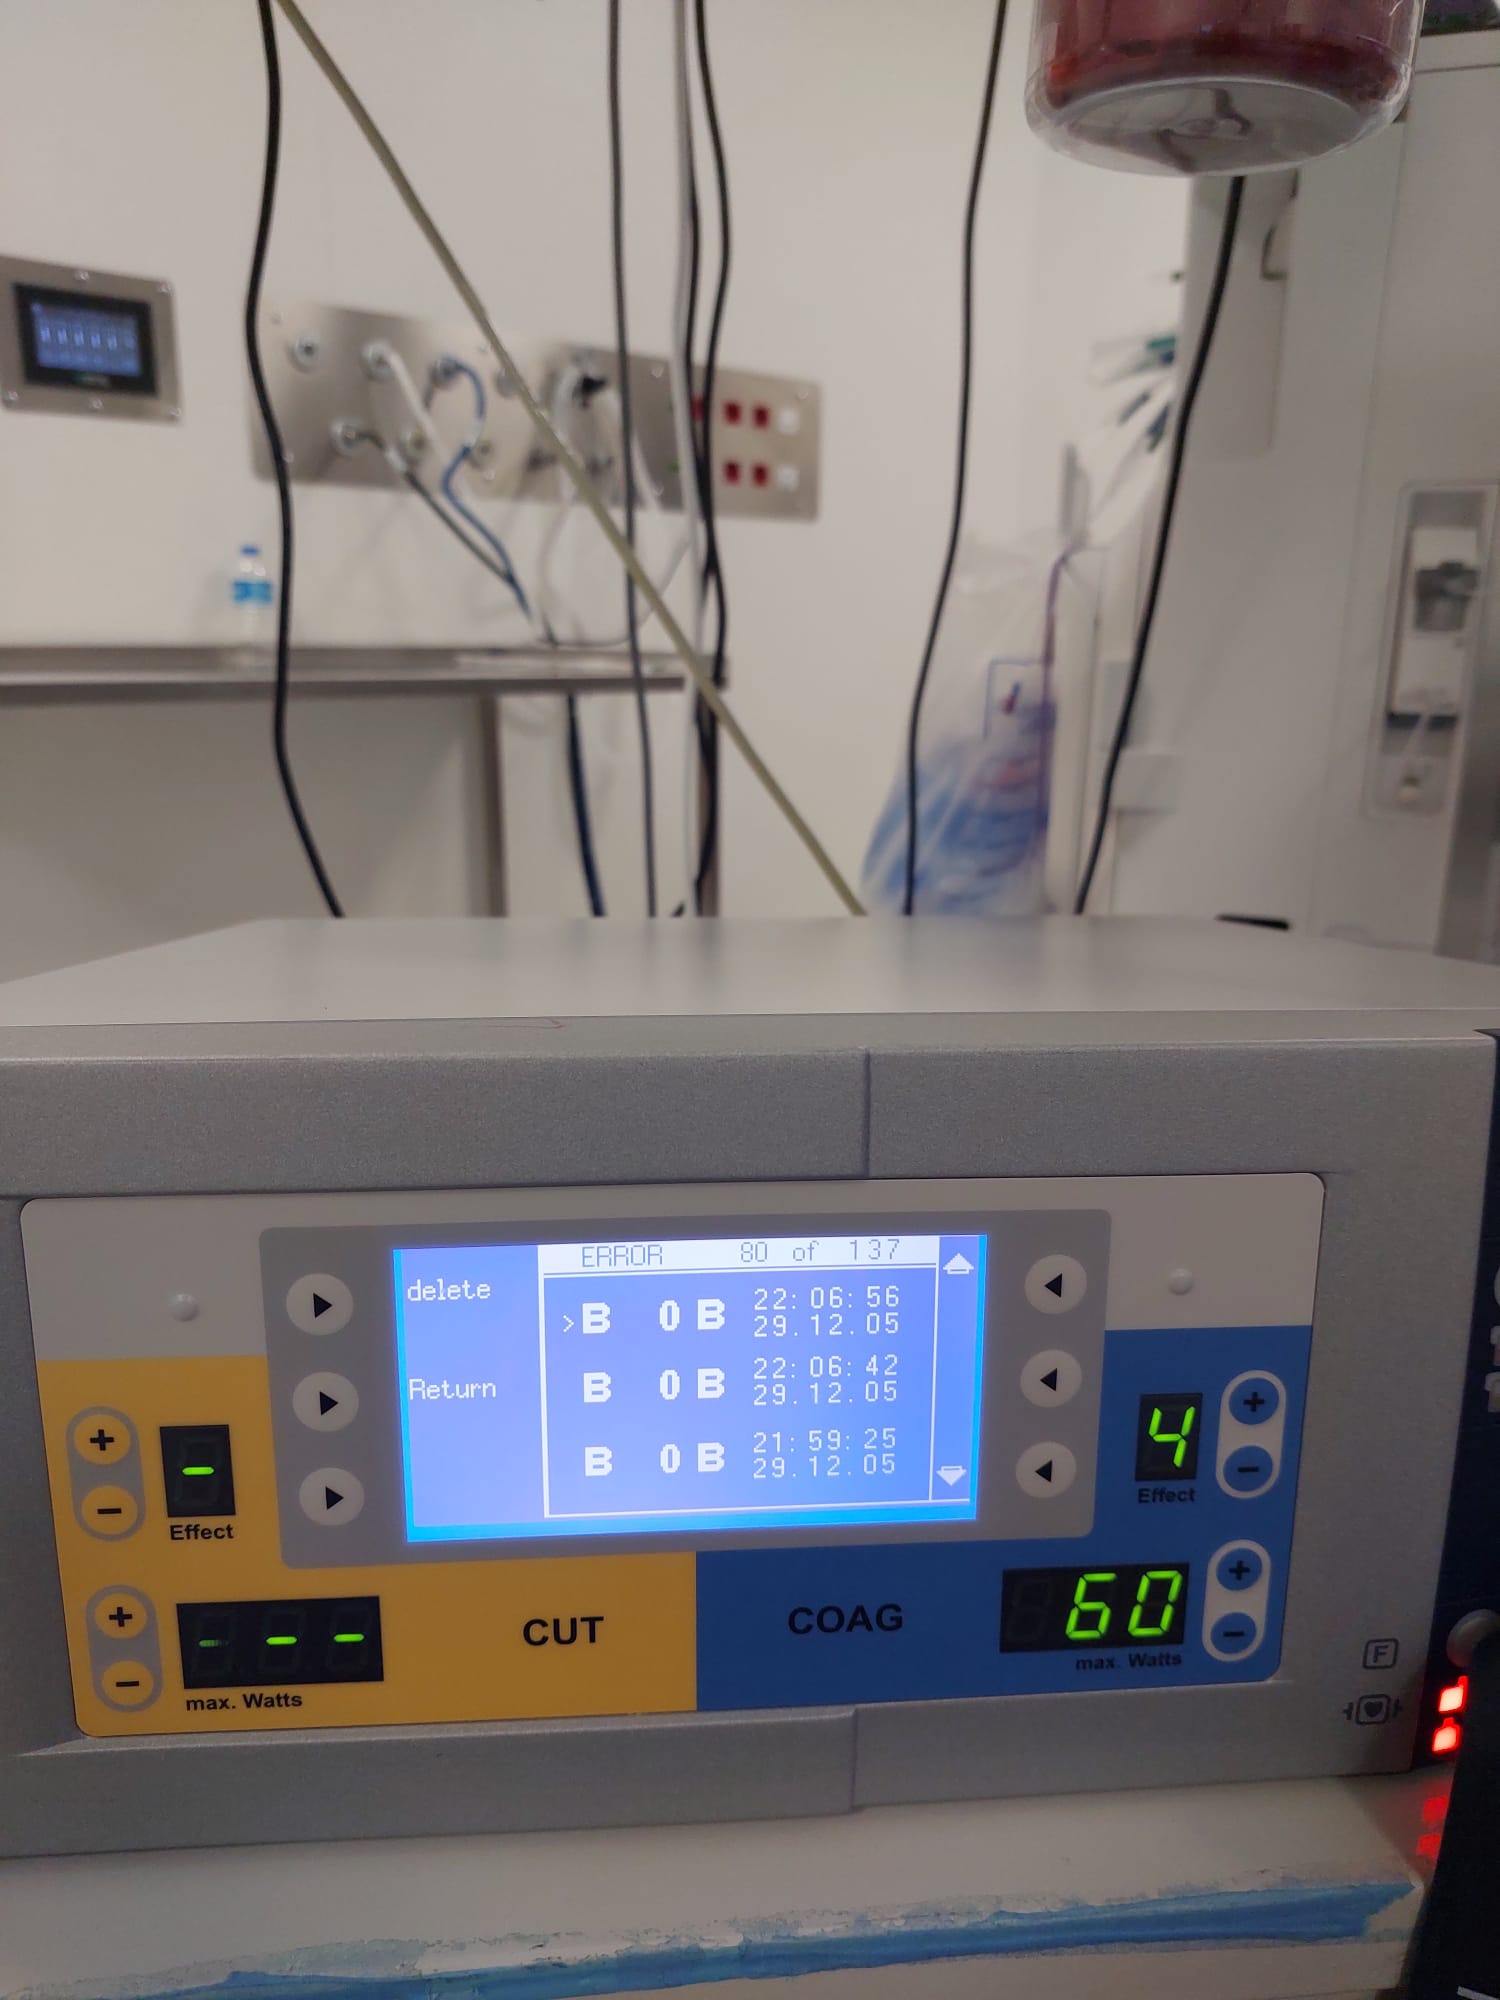 ERROR 80 of 137
delete
>B 0B 22:06:56
29.12.05
Return
B 0B 22:06:42
29.12.05
B 0B 21:59:25
29.12.05
+
-
-
Effect
4
+
-
Effect
+
-
---
max. Watts
CUT
COAG
60
max. Watts
+
-
F